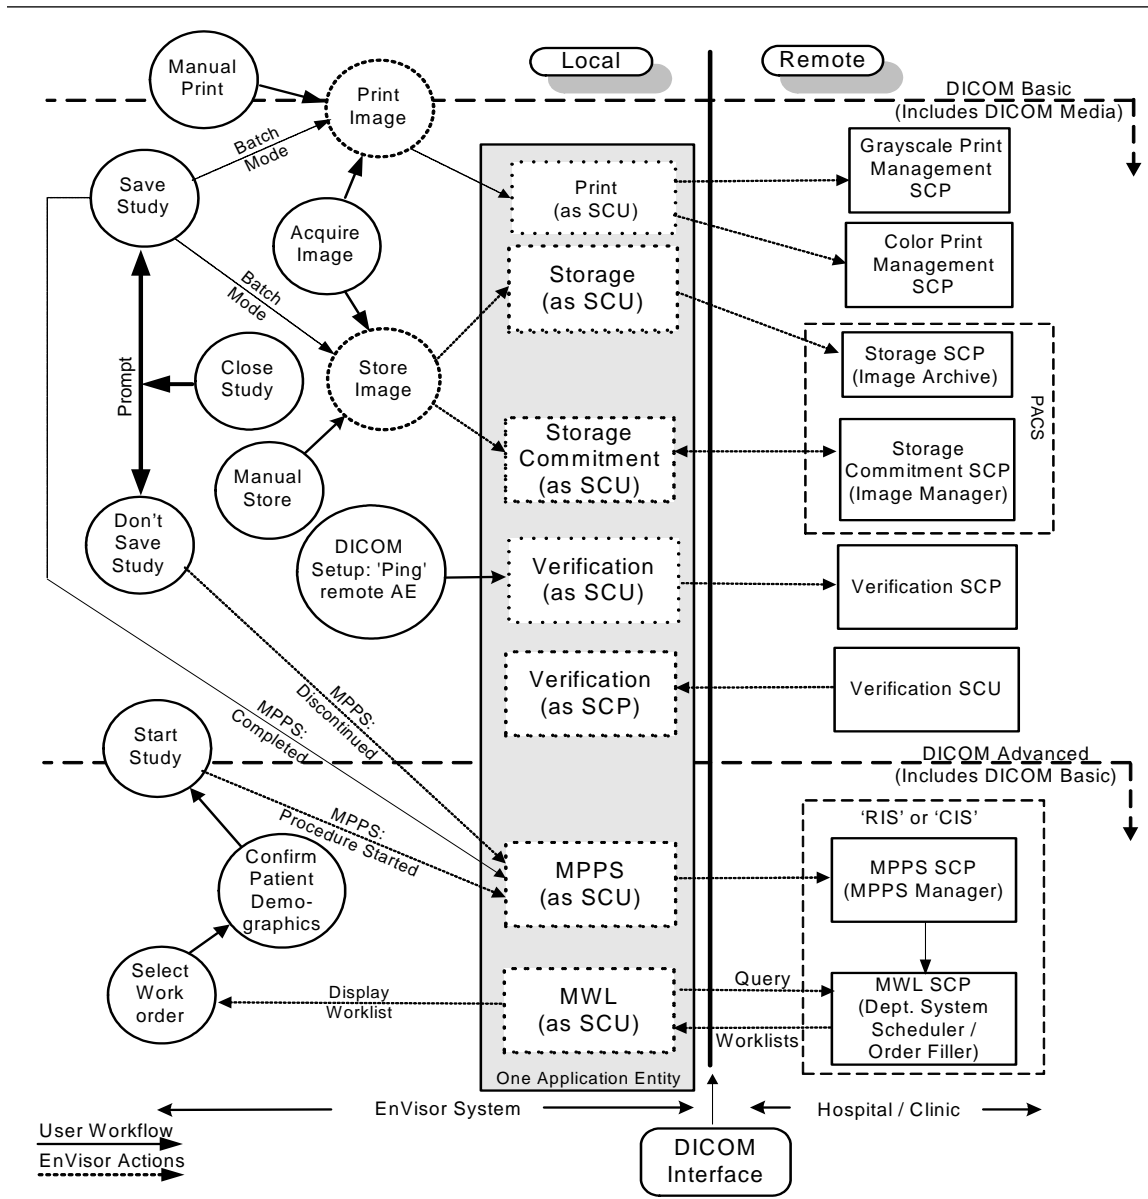 Local
Remote
Manual
Print
Print
Image
DICOM Basic
(Includes DICOM Media)
Batch
Mode
Save
Study
Acquire
Image
Print
(as SCU)
Grayscale Print
Management
SCP
Color Print
Management
SCP
Batch
Mode
Storage
(as SCU)
Prompt
Close
Study
Store
Image
Storage SCP
(Image Archive)
PACS
Manual
Store
Storage
Commitment
(as SCU)
Storage
Commitment SCP
(Image Manager)
Don't
Save
Study
DICOM
Setup: 'Ping'
remote AE
Verification
(as SCU)
Verification SCP
Verification
(as SCP)
Verification SCU
MPPS:
Discontinued
MPPS:
Completed
Start
Study
DICOM Advanced
(Includes DICOM Basic)
MPPS:
Procedure Started
‘RIS’ or ‘CIS’
Confirm
Patient
Demo-
graphics
MPPS
(as SCU)
MPPS SCP
(MPPS Manager)
Select
Work
order
Display
Worklist
MWL
(as SCU)
Query
Worklists
MWL SCP
(Dept. System
Scheduler /
Order Filler)
One Application Entity
EnVisor System
Hospital / Clinic
User Workflow
EnVisor Actions
DICOM
Interface